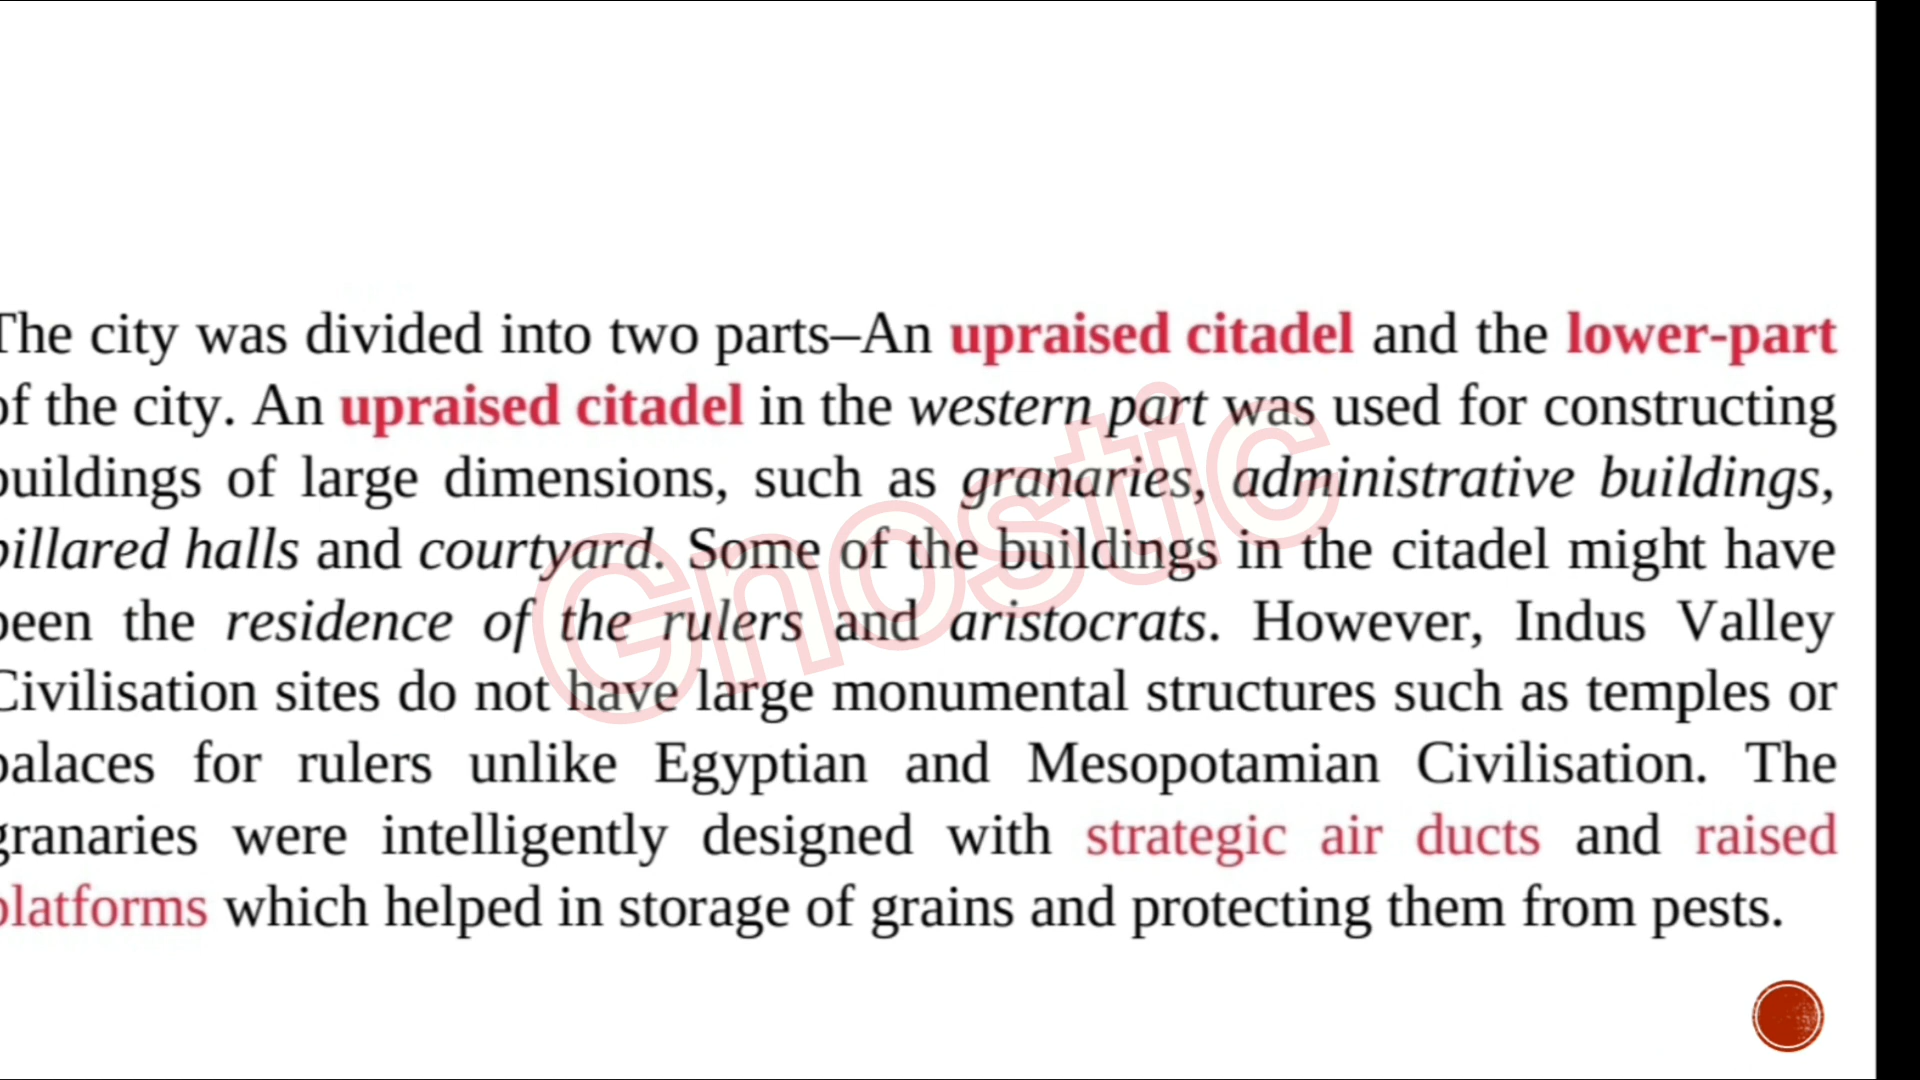 The city was divided into two parts–An upraised citadel and the lower-part
of the city. An upraised citadel in the western part was used for constructing
buildings of large dimensions, such as granaries, administrative buildings,
pillared halls and courtyard. Some of the buildings in the citadel might have
been the residence of the rulers and aristocrats. However, Indus Valley
Civilisation sites do not have large monumental structures such as temples or
palaces for rulers unlike Egyptian and Mesopotamian Civilisation. The
granaries were intelligently designed with strategic air ducts and raised
platforms which helped in storage of grains and protecting them from pests.
Gnostic